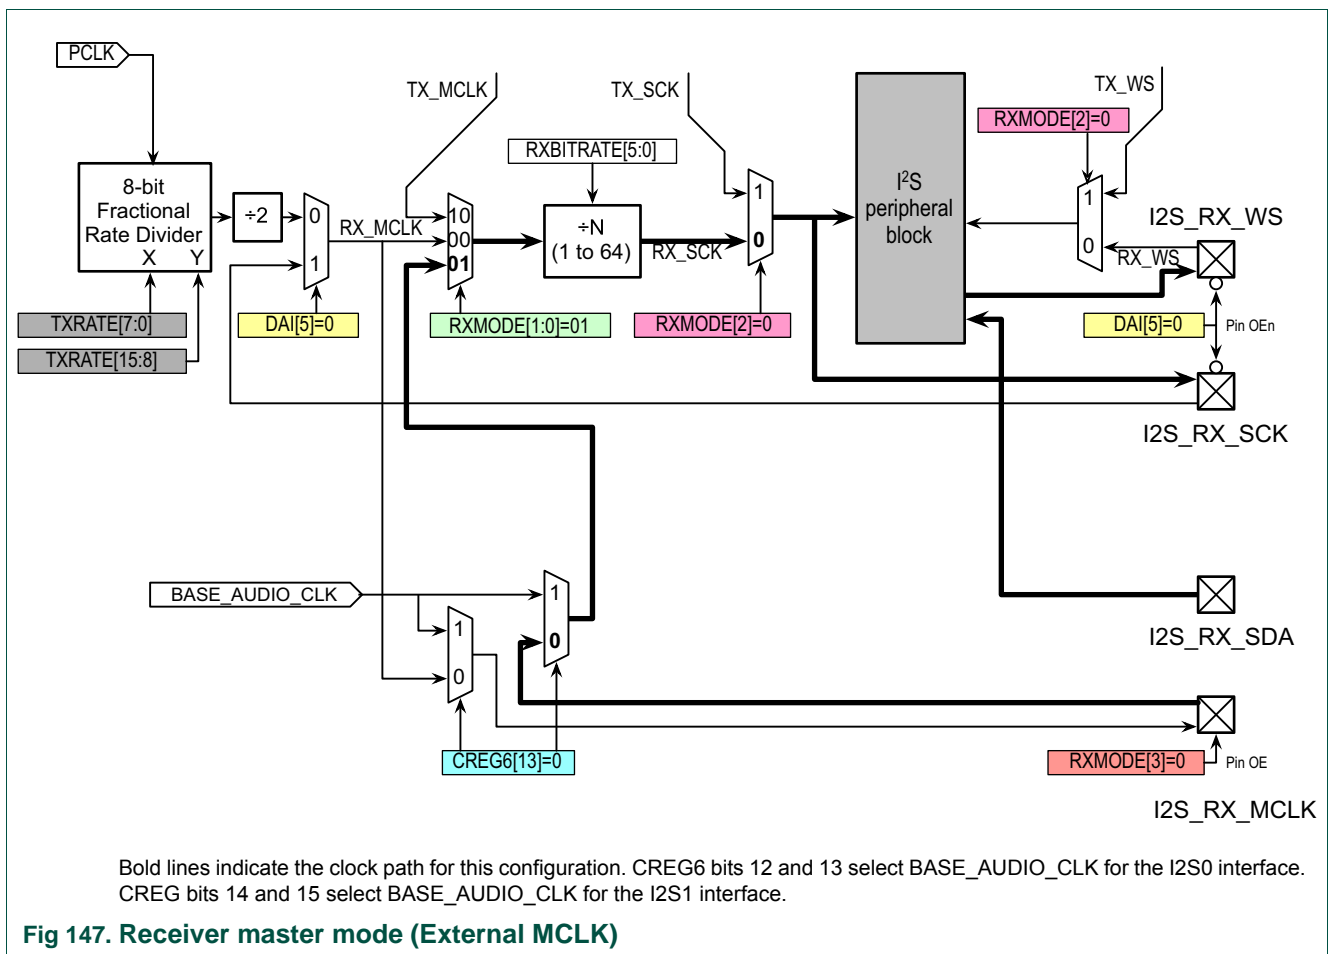 PCLK
TX_MCLK
TX_SCK
TX_WS
RXMODE[2]=0
RXBITRATE[5:0]
8-bit
Fractional
Rate Divider
X Y
÷2
0
1
RX_MCLK
10
00
01
÷N
(1 to 64)
RX_SCK
1
0
I²S
peripheral
block
1
0
RX_WS
I2S_RX_WS
TXRATE[7:0]
TXRATE[15:8]
DAI[5]=0
RXMODE[1:0]=01
RXMODE[2]=0
DAI[5]=0
Pin OEn
I2S_RX_SCK
BASE_AUDIO_CLK
1
0
1
0
I2S_RX_SDA
CREG6[13]=0
RXMODE[3]=0
Pin OE
I2S_RX_MCLK
Bold lines indicate the clock path for this configuration. CREG6 bits 12 and 13 select BASE_AUDIO_CLK for the I2S0 interface.
CREG bits 14 and 15 select BASE_AUDIO_CLK for the I2S1 interface.
Fig 147. Receiver master mode (External MCLK)